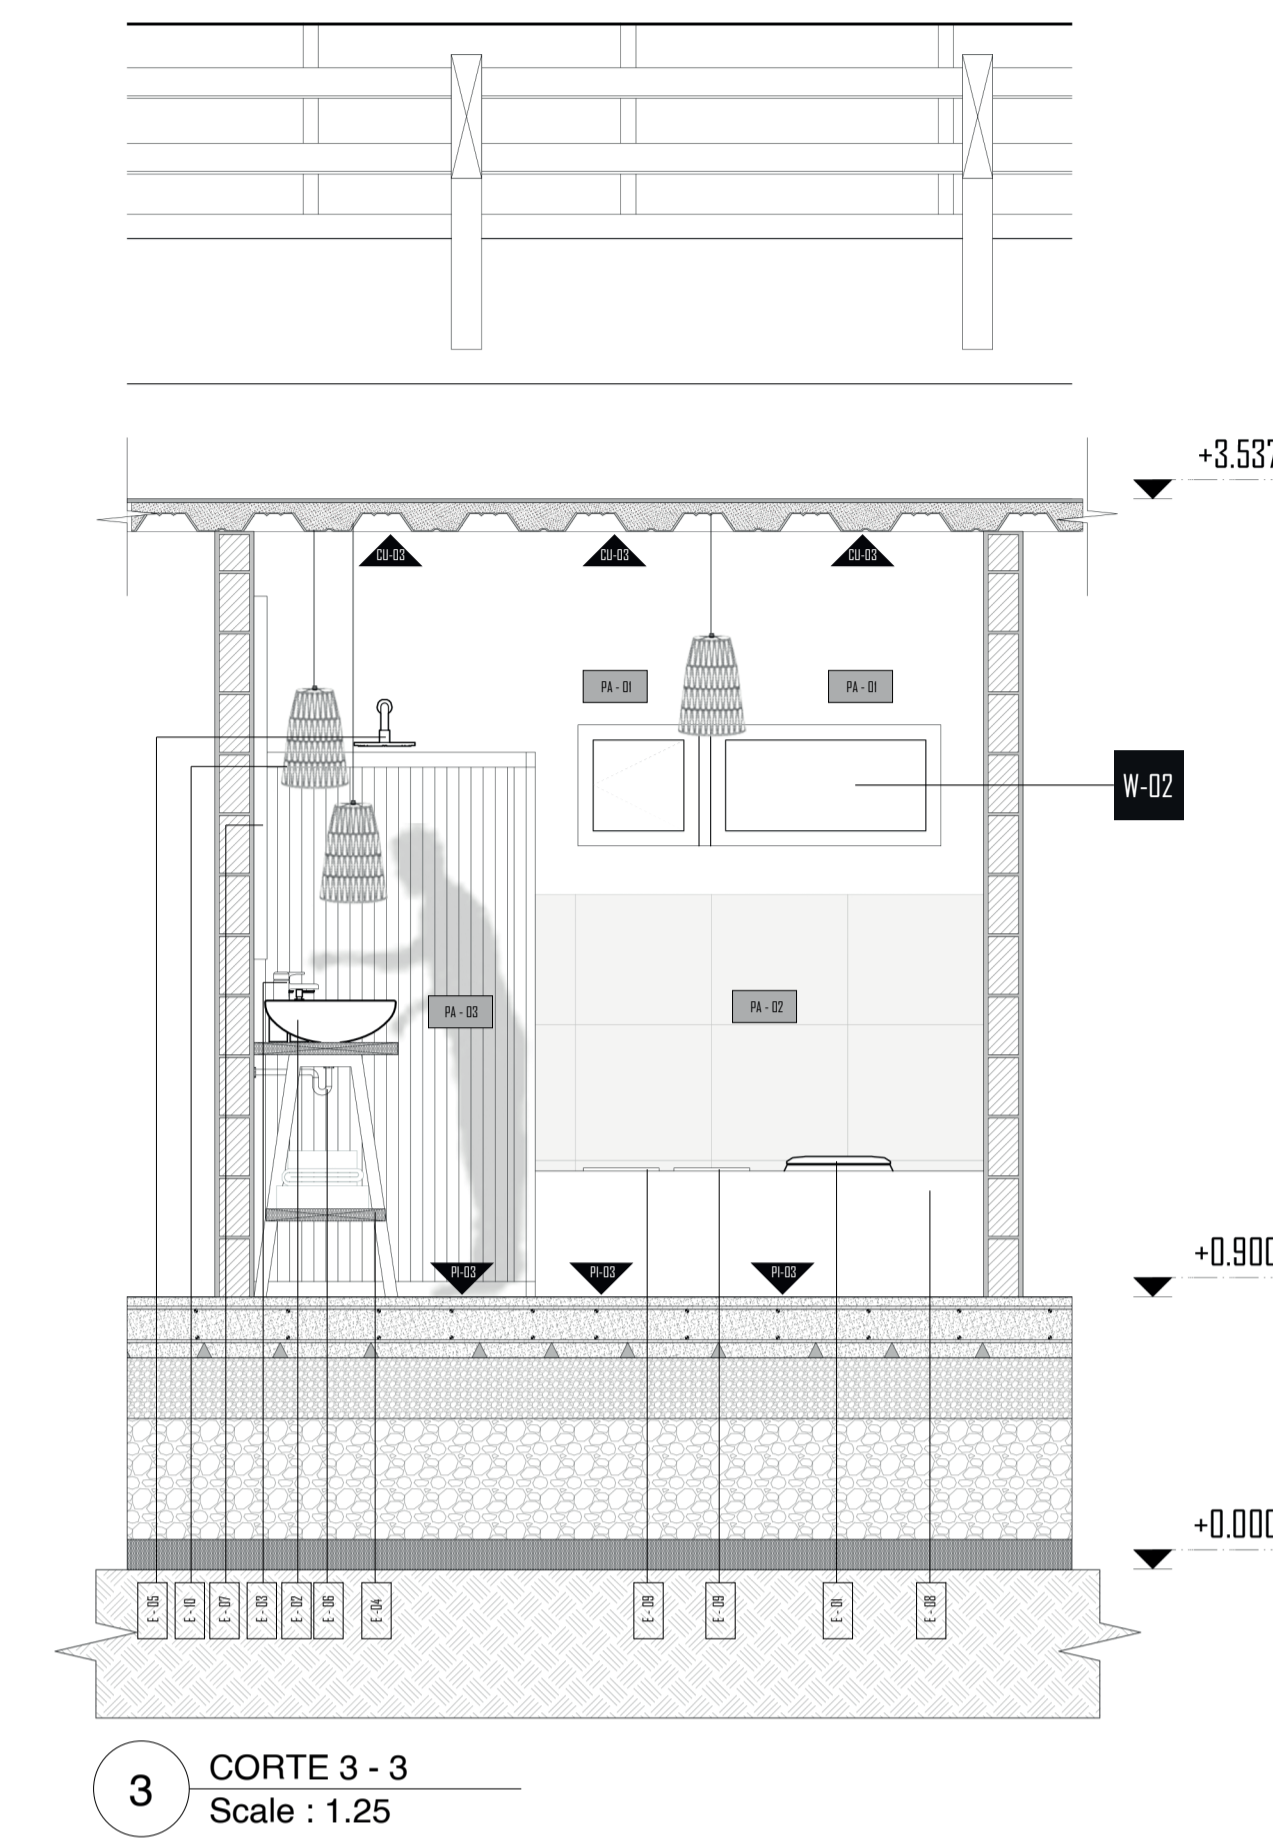 +3.537
CU-03 CU-03 CU-03
PA - 01 PA - 01
W-02
PA - 03 PA - 02
+0.900
PI-03 PI-03 PI-03
+0.000
E - 05 E - 10 E - 07 E - 03 E - 02 E - 06 E -04 E - 09 E - 09 E - 01 E - 08
3
CORTE 3 - 3
Scale : 1.25